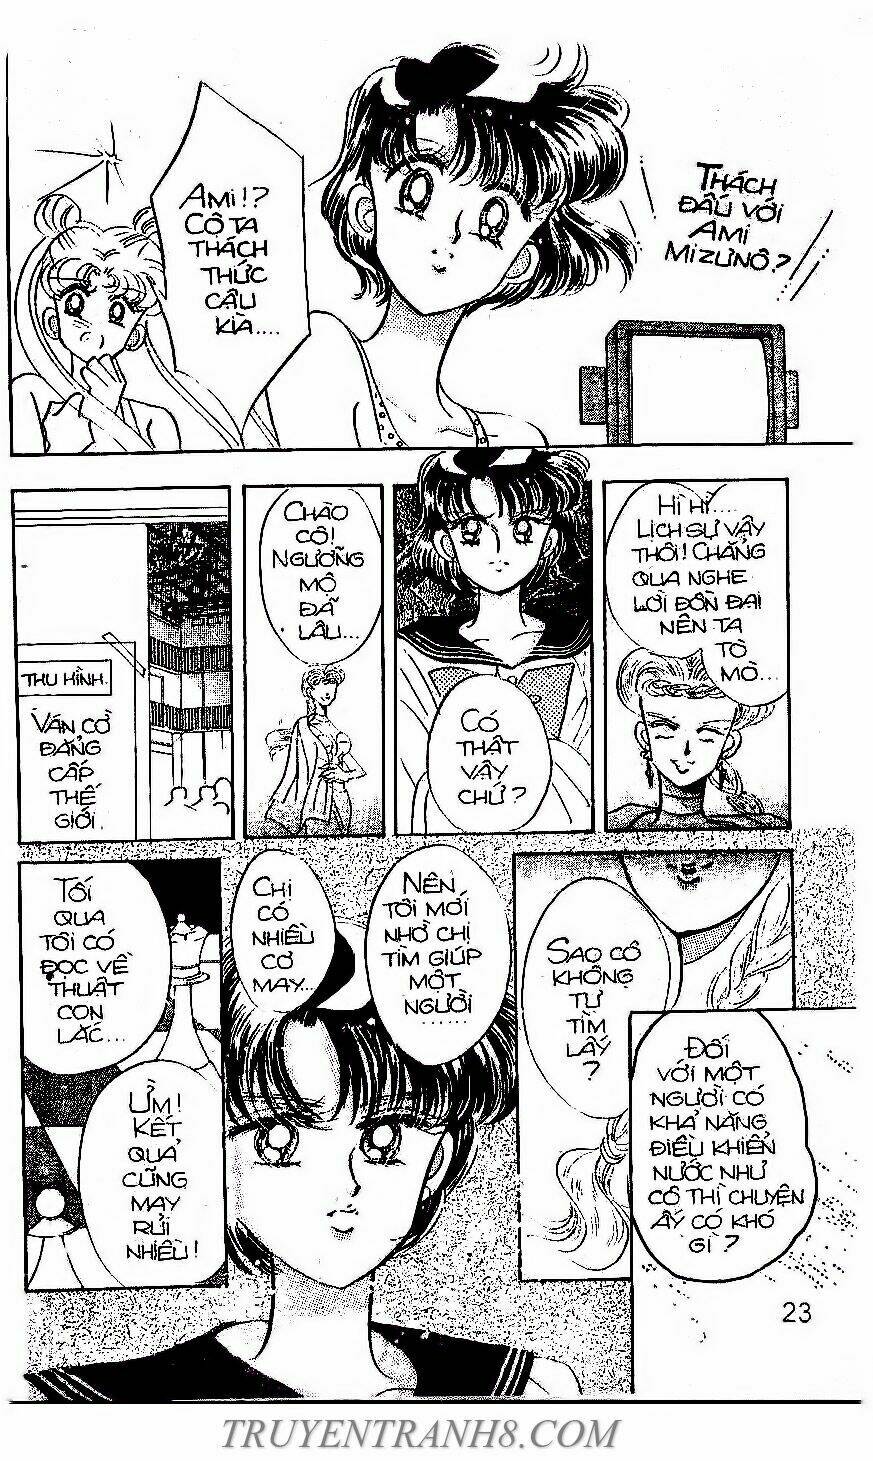 AMI!?
CÔ TA
THÁCH
THỨC
CẬU
KÌA....
THÁCH
ĐẤU VỚI
AMI
MIZUNÔ?
THU HÌNH.
VÁN CỜ
ĐẲNG
CẤP
THẾ
GIỚI.
CHÀO
CÔ!
NGƯỠNG
MỘ
ĐÃ
LÂU...
CÓ
THẬT
VẬY
CHỨ?
HÌ HÌ....
LỊCH SỰ VẬY
THÔI! CHẲNG
QUA NGHE
LỜI ĐỒN ĐẠI
NÊN TA
TÒ
MÒ...
TỐI
QUA
TÔI CÓ
ĐỌC VỀ
THUẬT
CON
LẮC...
ỪM!
KẾT
QUẢ
CŨNG
MAY
RỦI
NHIỀU!
CHỊ
CÓ
NHIỀU
CƠ
MAY...
NÊN
TÔI MỚI
NHỜ CHỊ
TÌM GIÚP
MỘT
NGƯỜI
......
SAO CÔ
KHÔNG
TỰ
TÌM
LẤY
?
ĐỐI
VỚI MỘT
NGƯỜI CÓ
KHẢ NĂNG
ĐIỀU KHIỂN
NƯỚC NHƯ
CÔ THÌ CHUYỆN
ẤY CÓ KHÓ
GÌ?
23
TRUYENTRANH8.COM